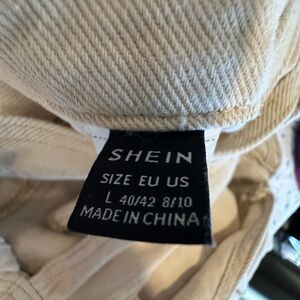 SHEIN
SIZE EU US
L 40/42 8/10
MADE IN CHINA